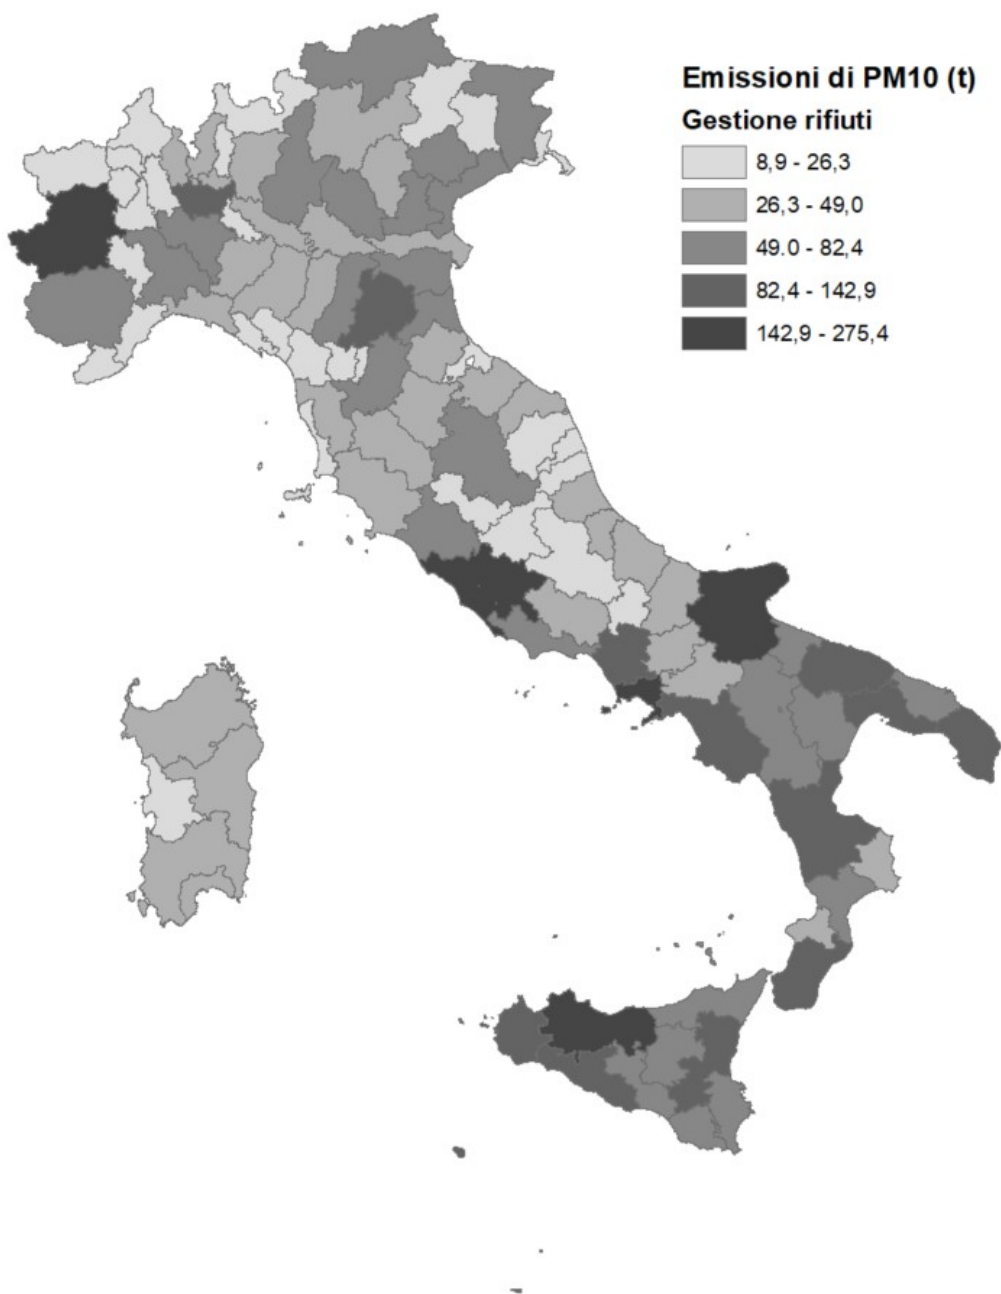 Emissioni di PM10 (t)
Gestione rifiuti
8,9 - 26,3
26,3 - 49,0
49.0 - 82,4
82,4 - 142,9
142,9 - 275,4